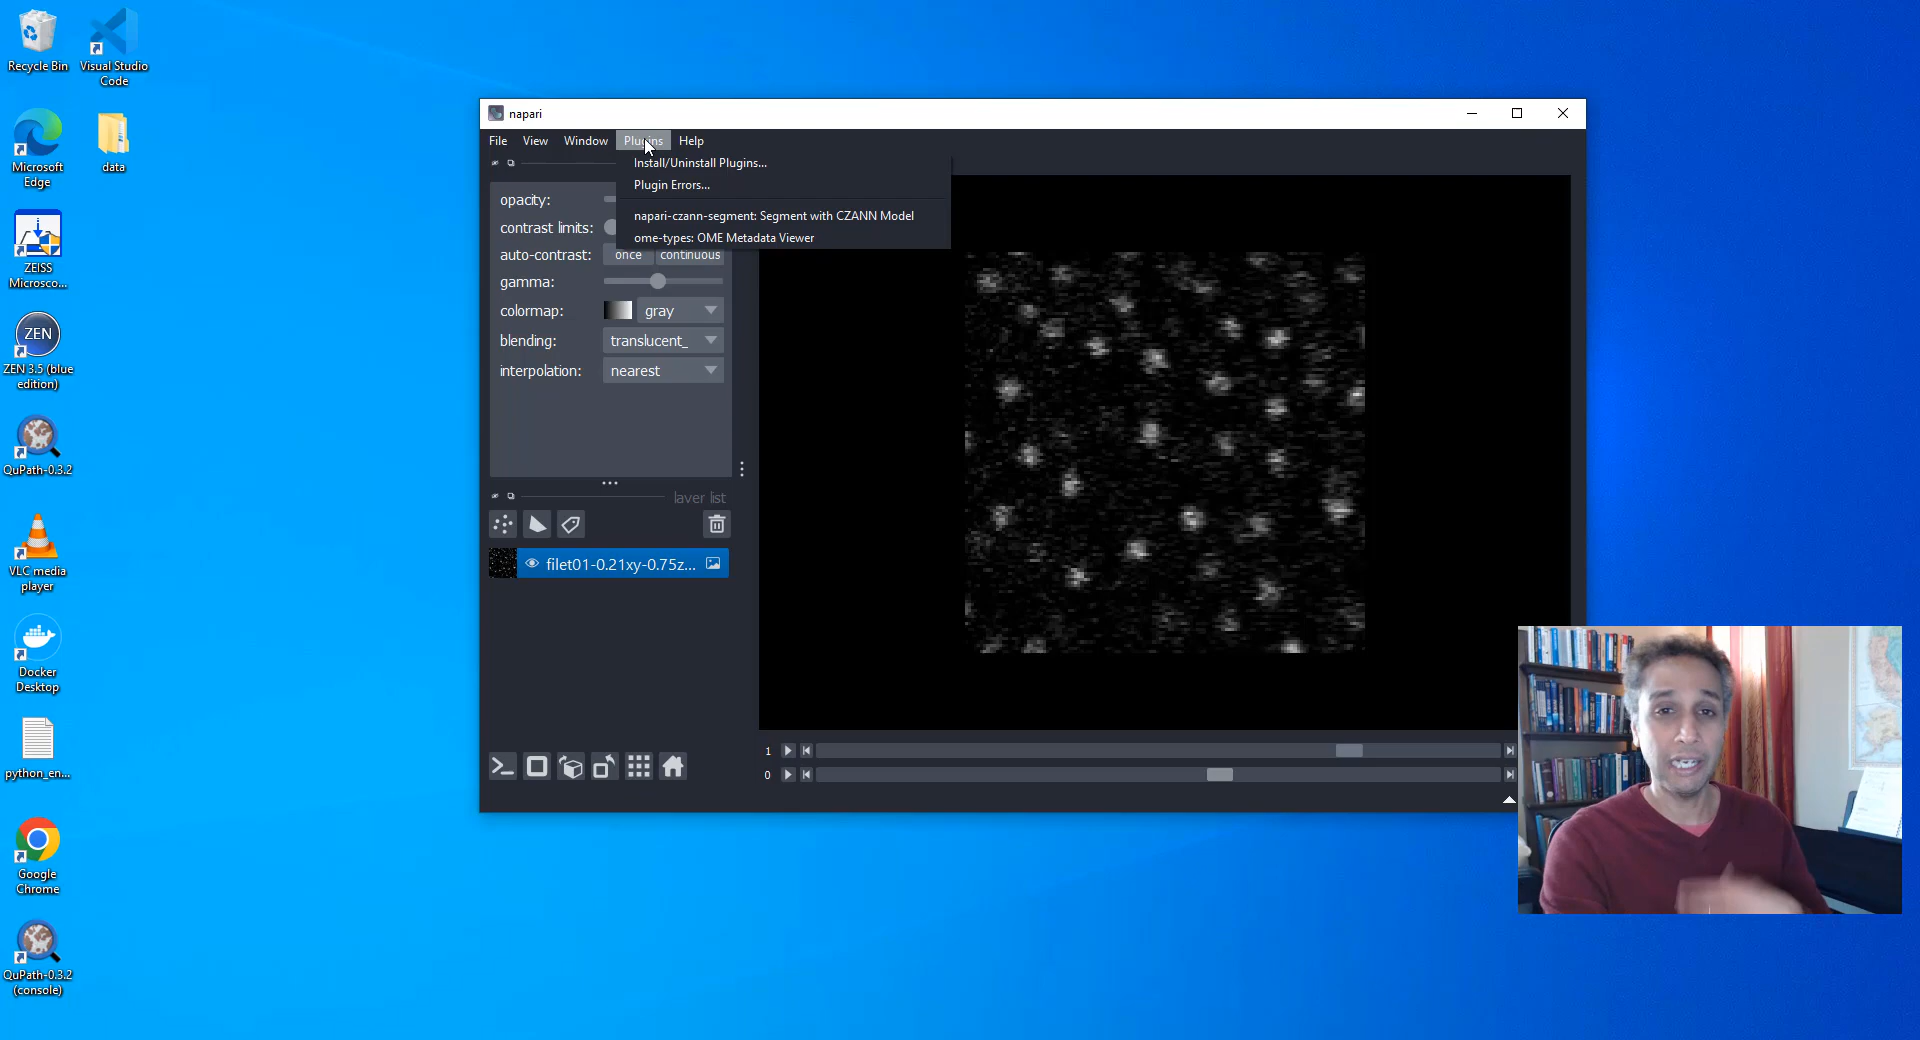 Recycle Bin
Visual Studio
Code
Microsoft
Edge
data
ZEISS
Microsco...
ZEN
ZEN 3.5 (blue
edition)
QuPath-0.3.2
VLC media
player
Docker
Desktop
python_en...
Google
Chrome
QuPath-0.3.2
(console)
napari
File View Window Plugins Help
Install/Uninstall Plugins...
Plugin Errors...
napari-czann-segment: Segment with CZANN Model
ome-types: OME Metadata Viewer
opacity:
contrast limits:
auto-contrast: once continuous
gamma:
colormap: gray
blending: translucent_
interpolation: nearest
layer list
filet01-0.21xy-0.75z...
1
0